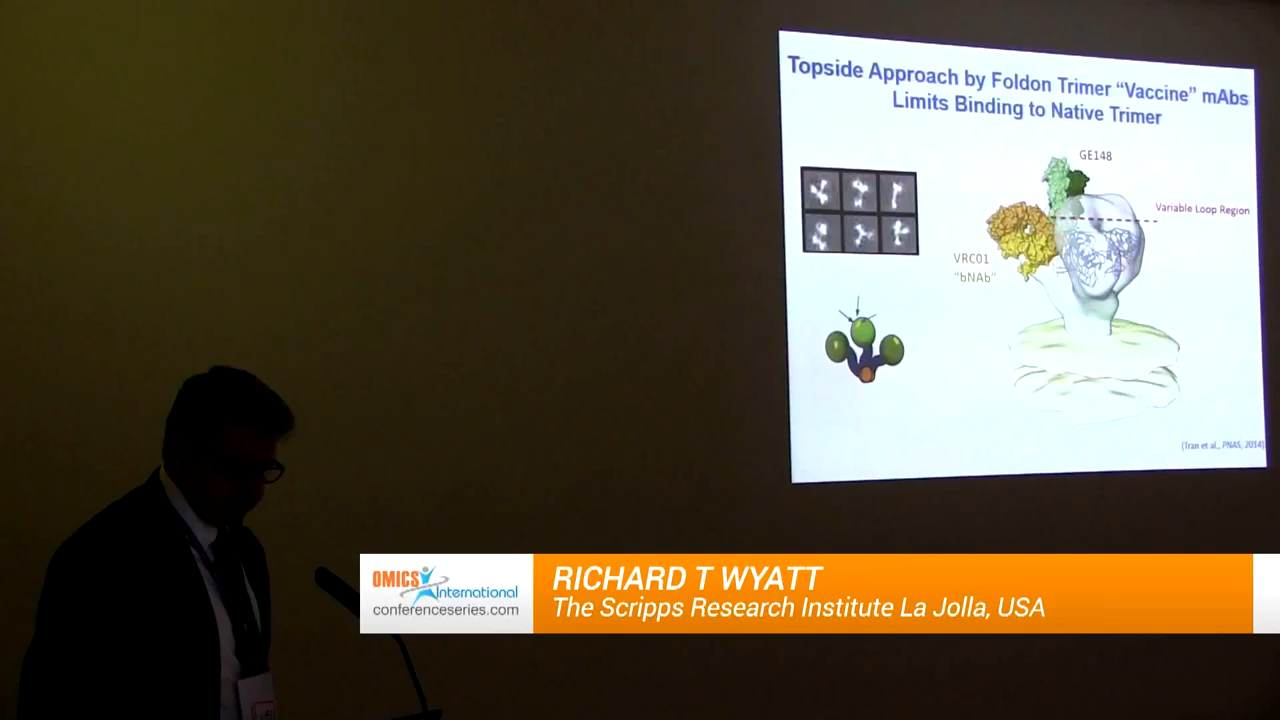 Topside Approach by Foldon Trimer “Vaccine” mAbs
Limits Binding to Native Trimer
GE148
Variable Loop Region
VRC01
“bNAb”
(Tran et al., PNAS, 2014)
OMICS
International
conferenceseries.com
RICHARD T WYATT
The Scripps Research Institute La Jolla, USA